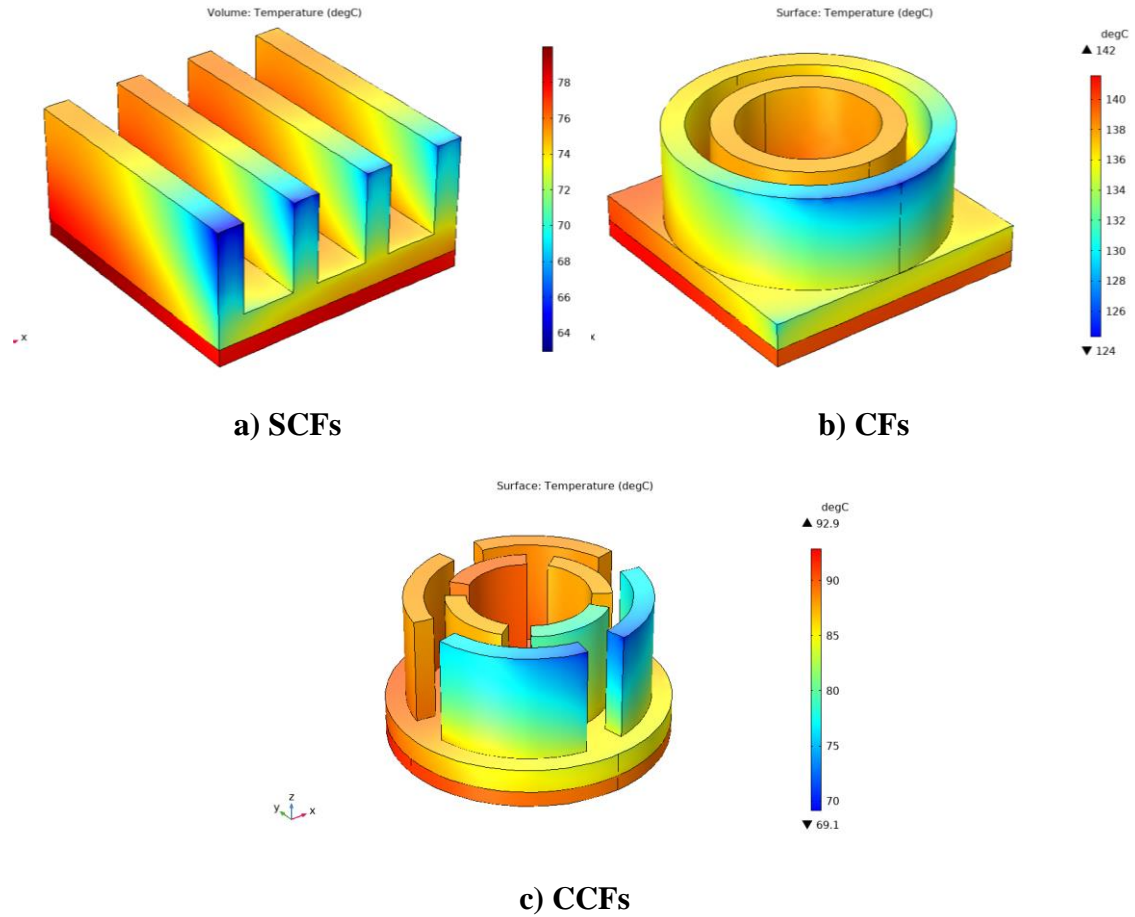 Volume: Temperature (degC)
78
76
74
72
70
68
66
64
x
a) SCFs
Surface: Temperature (degC)
degC
▲ 142
140
138
136
134
132
130
128
126
▼ 124
x
b) CFs
Surface: Temperature (degC)
degC
▲ 92.9
90
85
80
75
70
▼ 69.1
z
y
x
c) CCFs